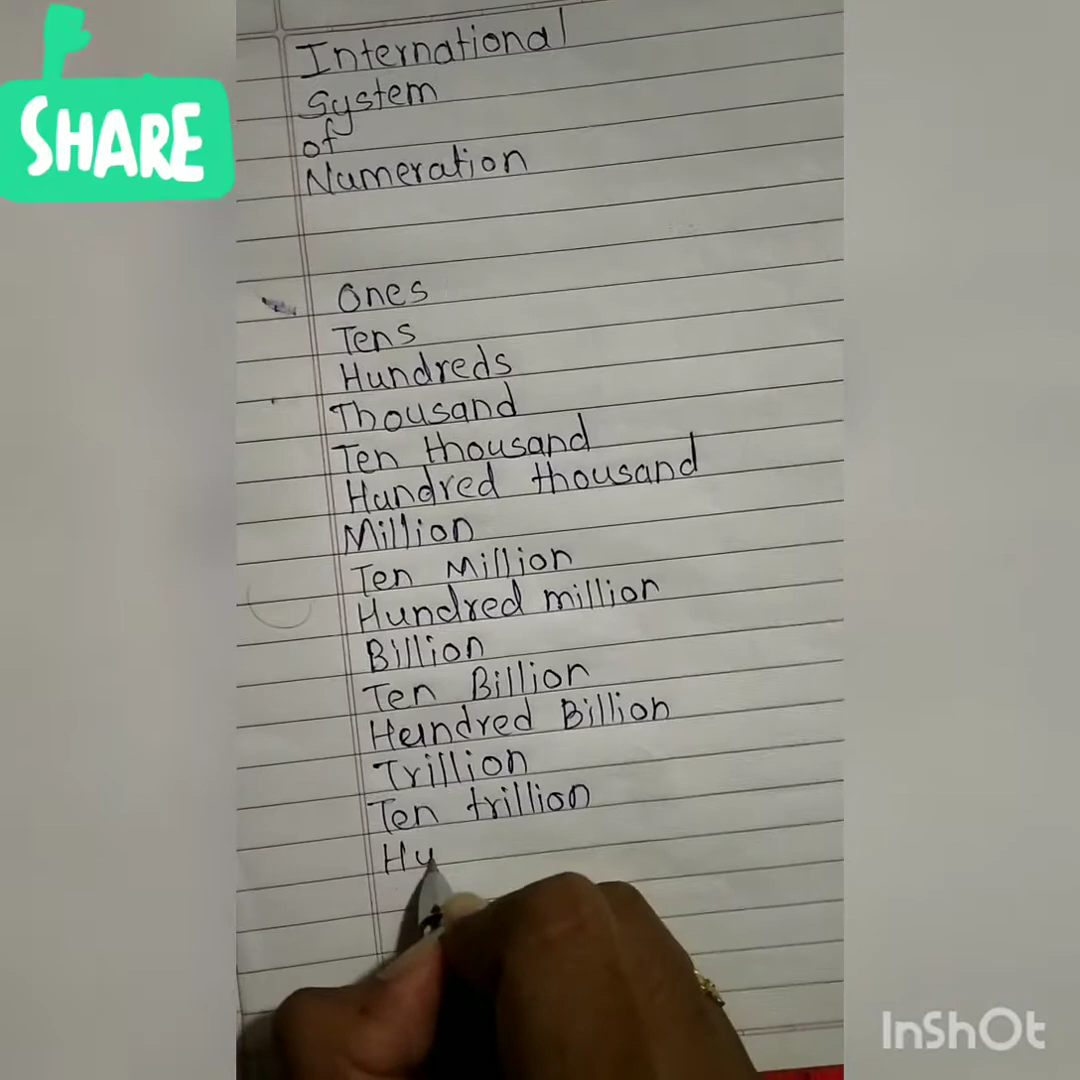 SHARE
International
System
of
Numeration
Ones
Tens
Hundreds
Thousand
Ten thousand
Hundred thousand
Million
Ten Million
Hundred million
Billion
Ten Billion
Hundred Billion
Trillion
Ten trillion
Hu
InShOt